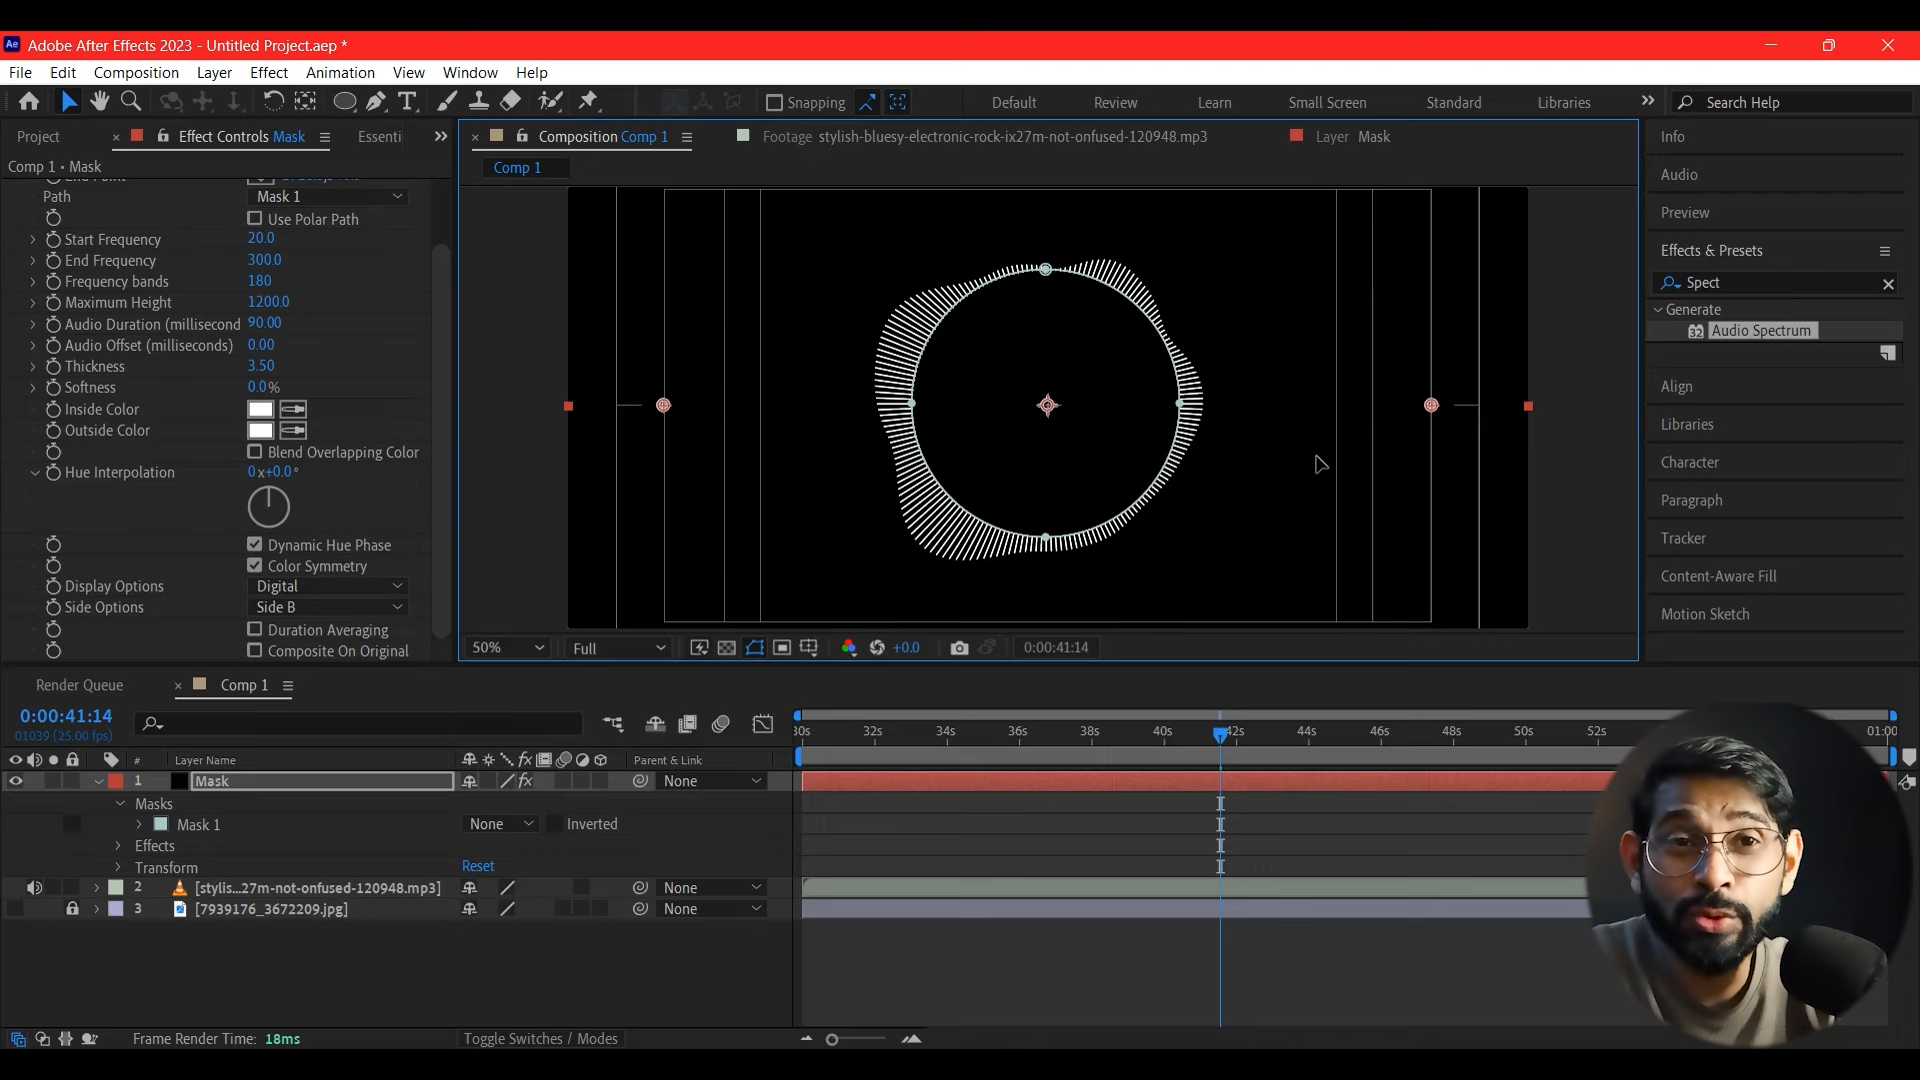 Adobe After Effects 2023 - Untitled Project.aep *
File Edit Composition Layer Effect Animation View Window Help
Snapping Default Review Learn Small Screen Standard Libraries Search Help
Project Effect Controls Mask Essenti
Composition Comp 1 Footage stylish-bluesy-electronic-rock-ix27m-not-onfused-120948.mp3 Layer Mask
Comp 1 • Mask
Comp 1
Path Mask 1
Use Polar Path
Start Frequency 20.0
End Frequency 300.0
Frequency bands 180
Maximum Height 1200.0
Audio Duration (millisecond 90.00
Audio Offset (milliseconds) 0.00
Thickness 3.50
Softness 0.0%
Inside Color
Outside Color
Blend Overlapping Color
Hue Interpolation 0x+0.0°
Dynamic Hue Phase
Color Symmetry
Display Options Digital
Side Options Side B
Duration Averaging
Composite On Original
50% Full +0.0 0:00:41:14
Info
Audio
Preview
Effects & Presets
Spect
Generate
32 Audio Spectrum
Align
Libraries
Character
Paragraph
Tracker
Content-Aware Fill
Motion Sketch
Render Queue Comp 1
0:00:41:14
01039 (25.00 fps)
32s 34s 36s 38s 40s 42s 44s 46s 48s 50s 52s 01:00
# Layer Name fx Parent & Link
1 Mask fx None
Masks
Mask 1 None Inverted
Effects
Transform Reset
2 [stylis...27m-not-onfused-120948.mp3] None
3 [7939176_3672209.jpg] None
Frame Render Time: 18ms Toggle Switches / Modes